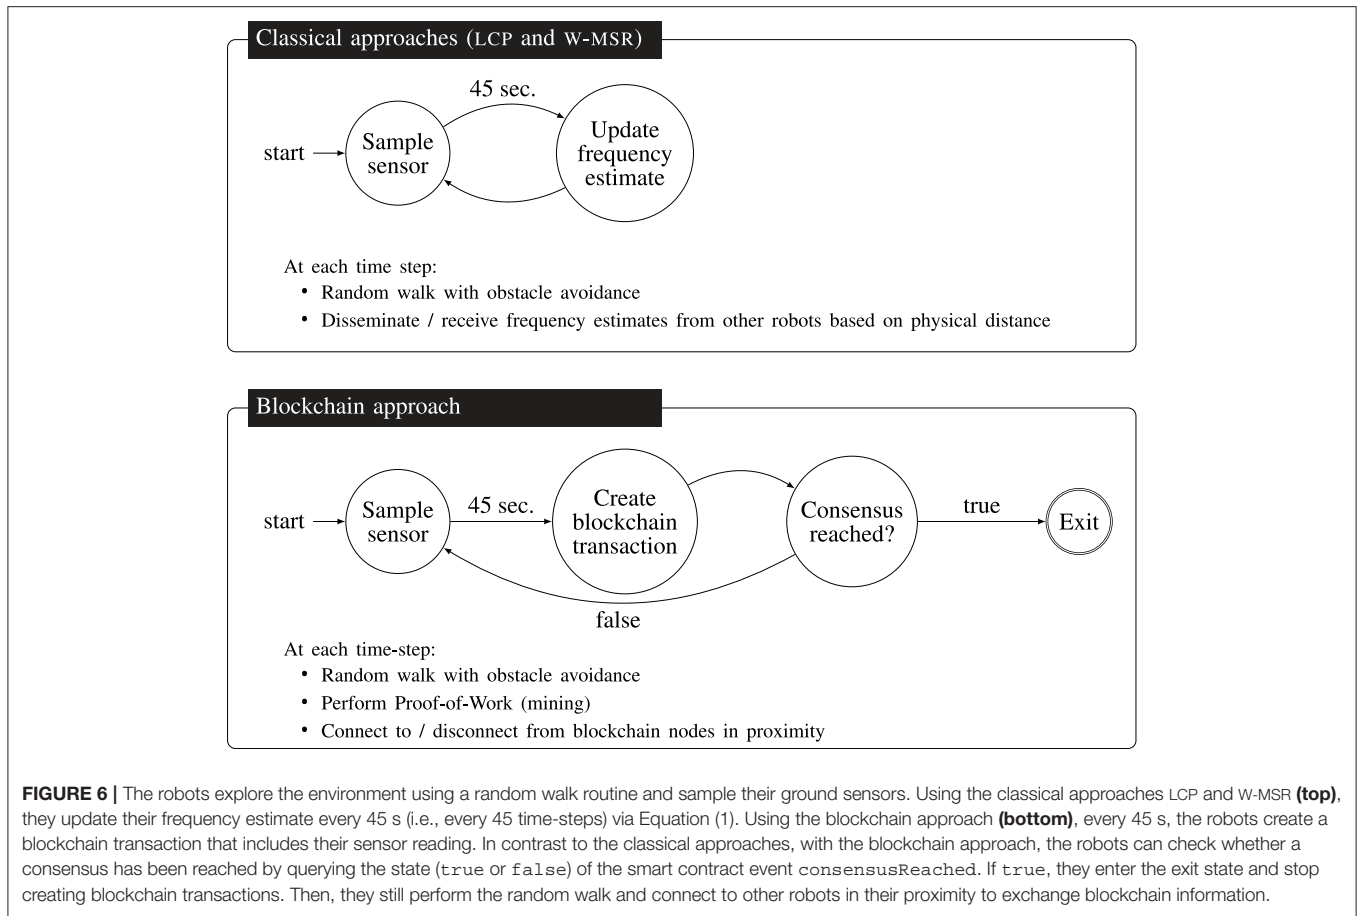 Classical approaches (LCP and W-MSR)
45 sec.
start
Sample
sensor
Update
frequency
estimate
At each time step:
• Random walk with obstacle avoidance
• Disseminate / receive frequency estimates from other robots based on physical distance
Blockchain approach
start
Sample
sensor
45 sec.
Create
blockchain
transaction
Consensus
reached?
true
Exit
false
At each time-step:
• Random walk with obstacle avoidance
• Perform Proof-of-Work (mining)
• Connect to / disconnect from blockchain nodes in proximity
FIGURE 6 | The robots explore the environment using a random walk routine and sample their ground sensors. Using the classical approaches LCP and W-MSR (top),
they update their frequency estimate every 45 s (i.e., every 45 time-steps) via Equation (1). Using the blockchain approach (bottom), every 45 s, the robots create a
blockchain transaction that includes their sensor reading. In contrast to the classical approaches, with the blockchain approach, the robots can check whether a
consensus has been reached by querying the state (true or false) of the smart contract event consensusReached. If true, they enter the exit state and stop
creating blockchain transactions. Then, they still perform the random walk and connect to other robots in their proximity to exchange blockchain information.